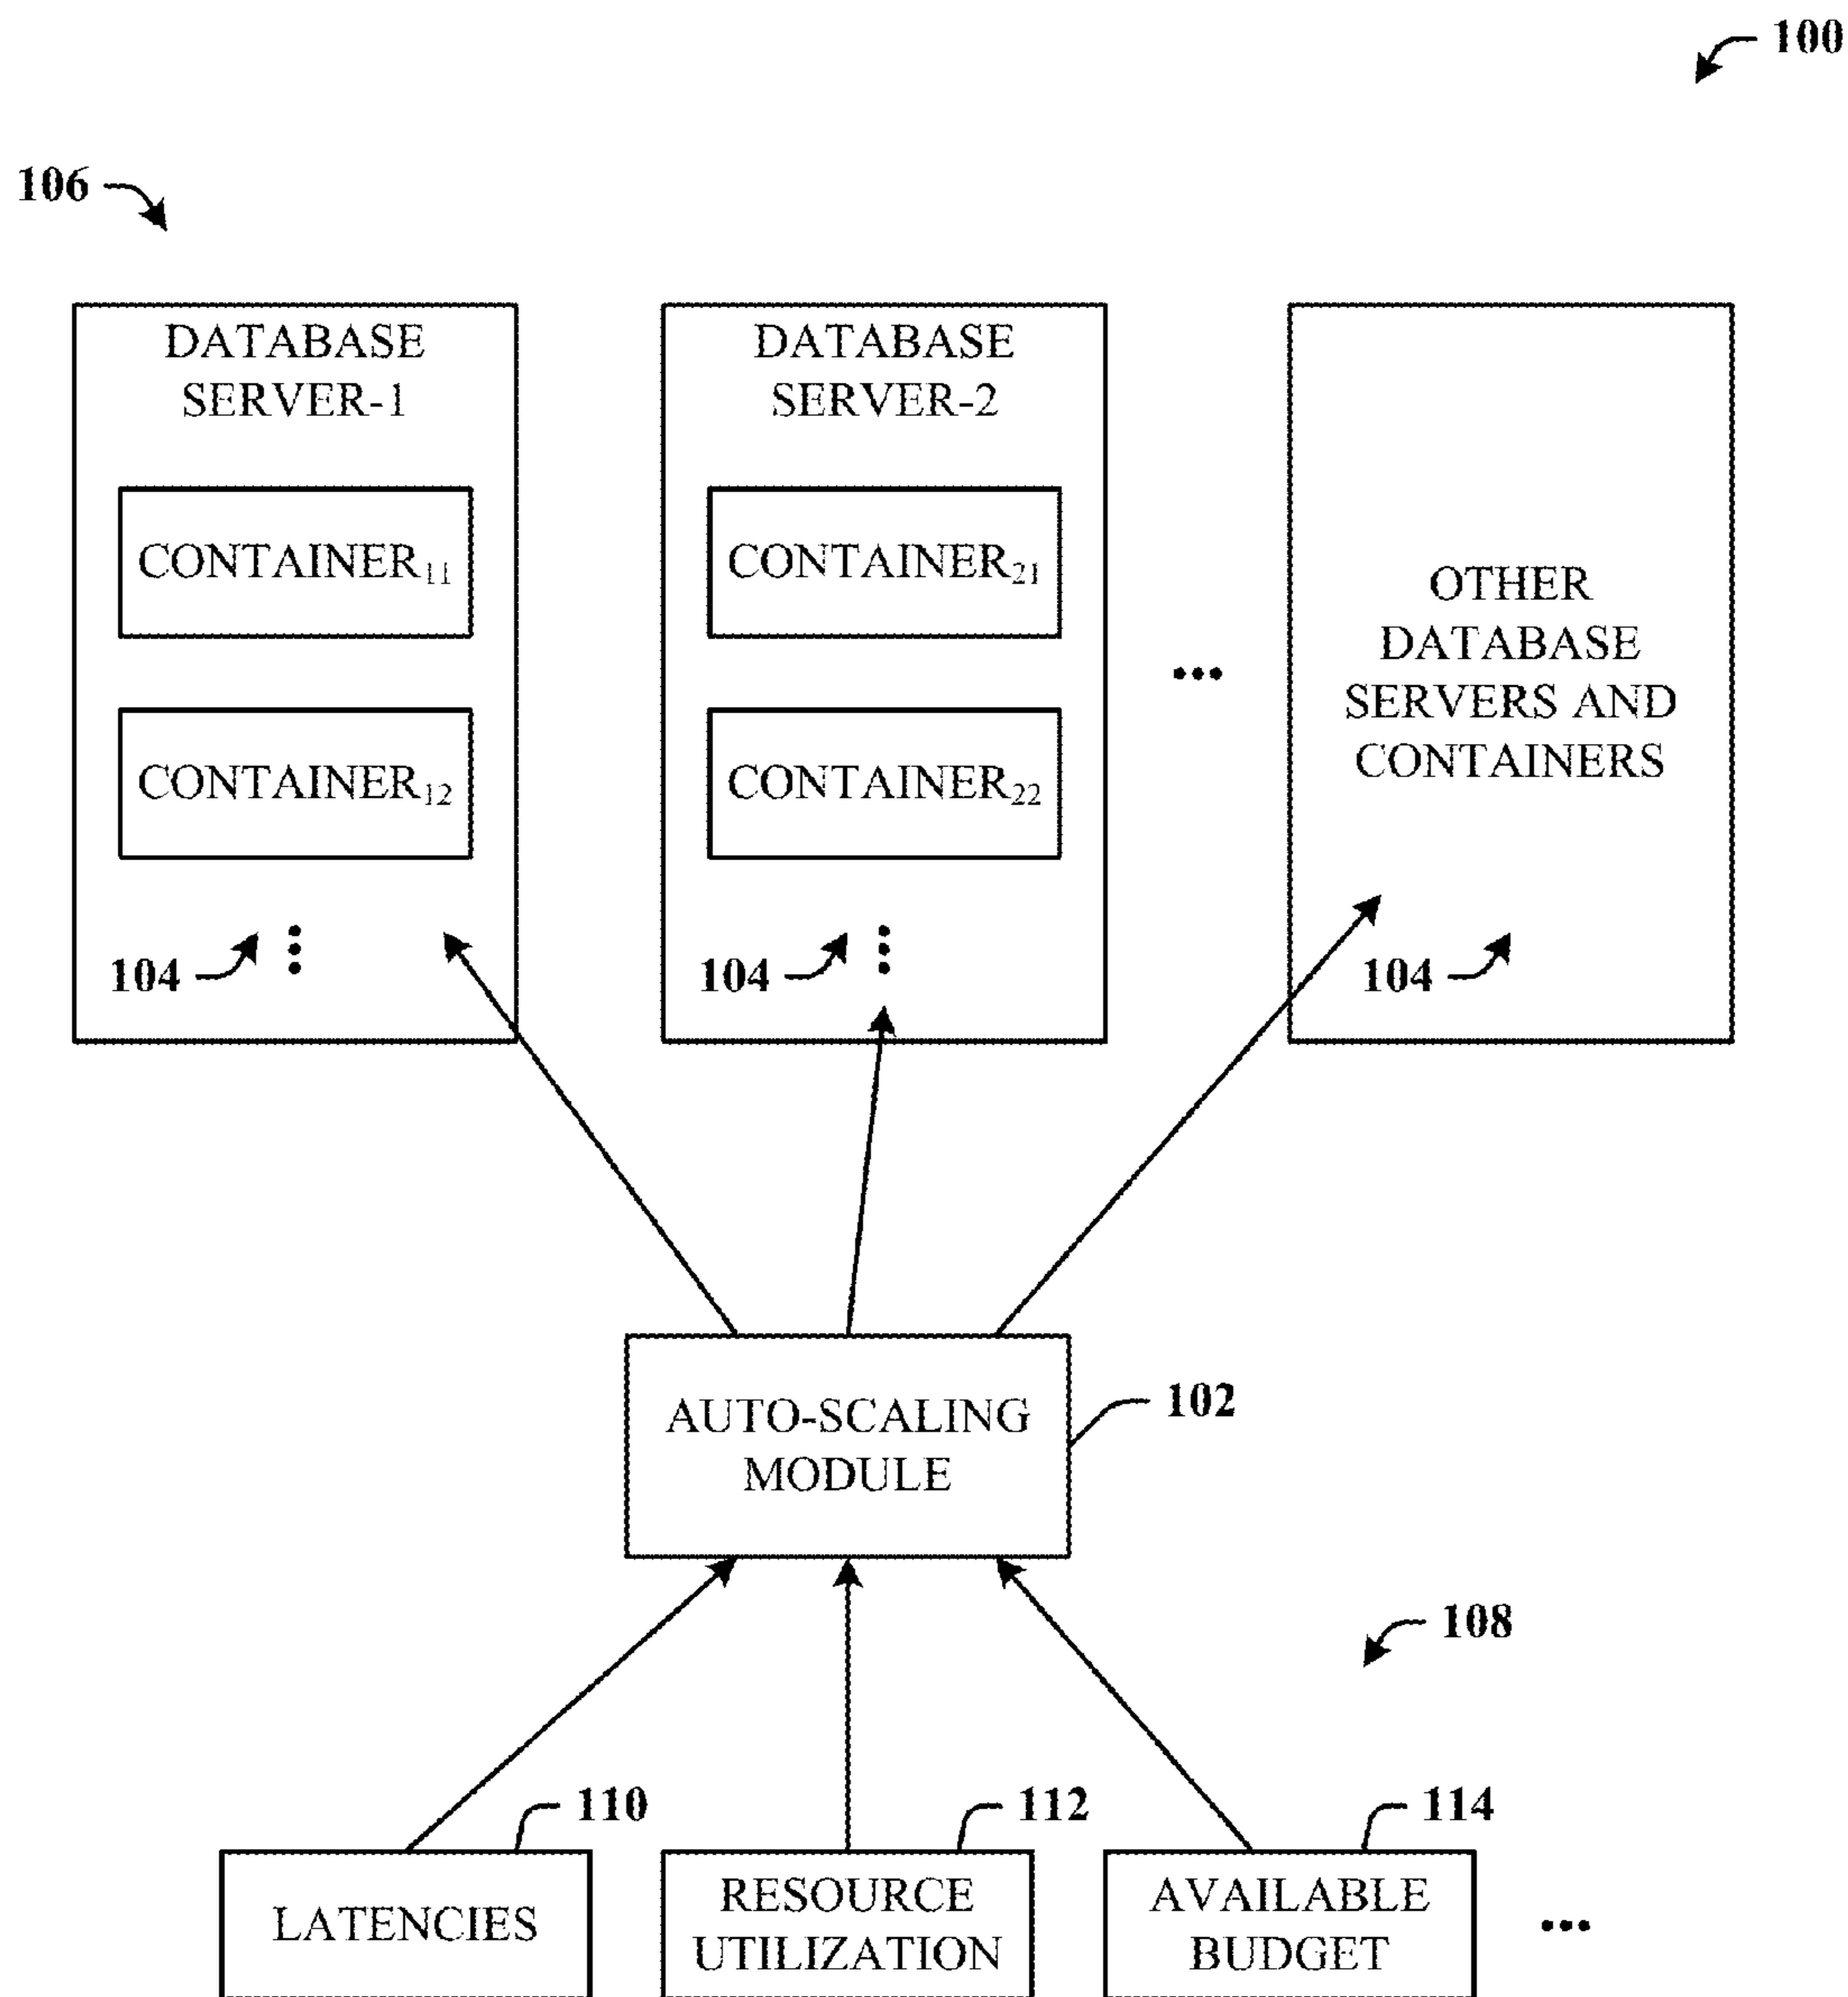 100
106
DATABASE
SERVER-1
CONTAINER₁₁
CONTAINER₁₂
104
DATABASE
SERVER-2
CONTAINER₂₁
CONTAINER₂₂
104
...
OTHER
DATABASE
SERVERS AND
CONTAINERS
104
AUTO-SCALING
MODULE
102
108
110
LATENCIES
112
RESOURCE
UTILIZATION
114
AVAILABLE
BUDGET
...